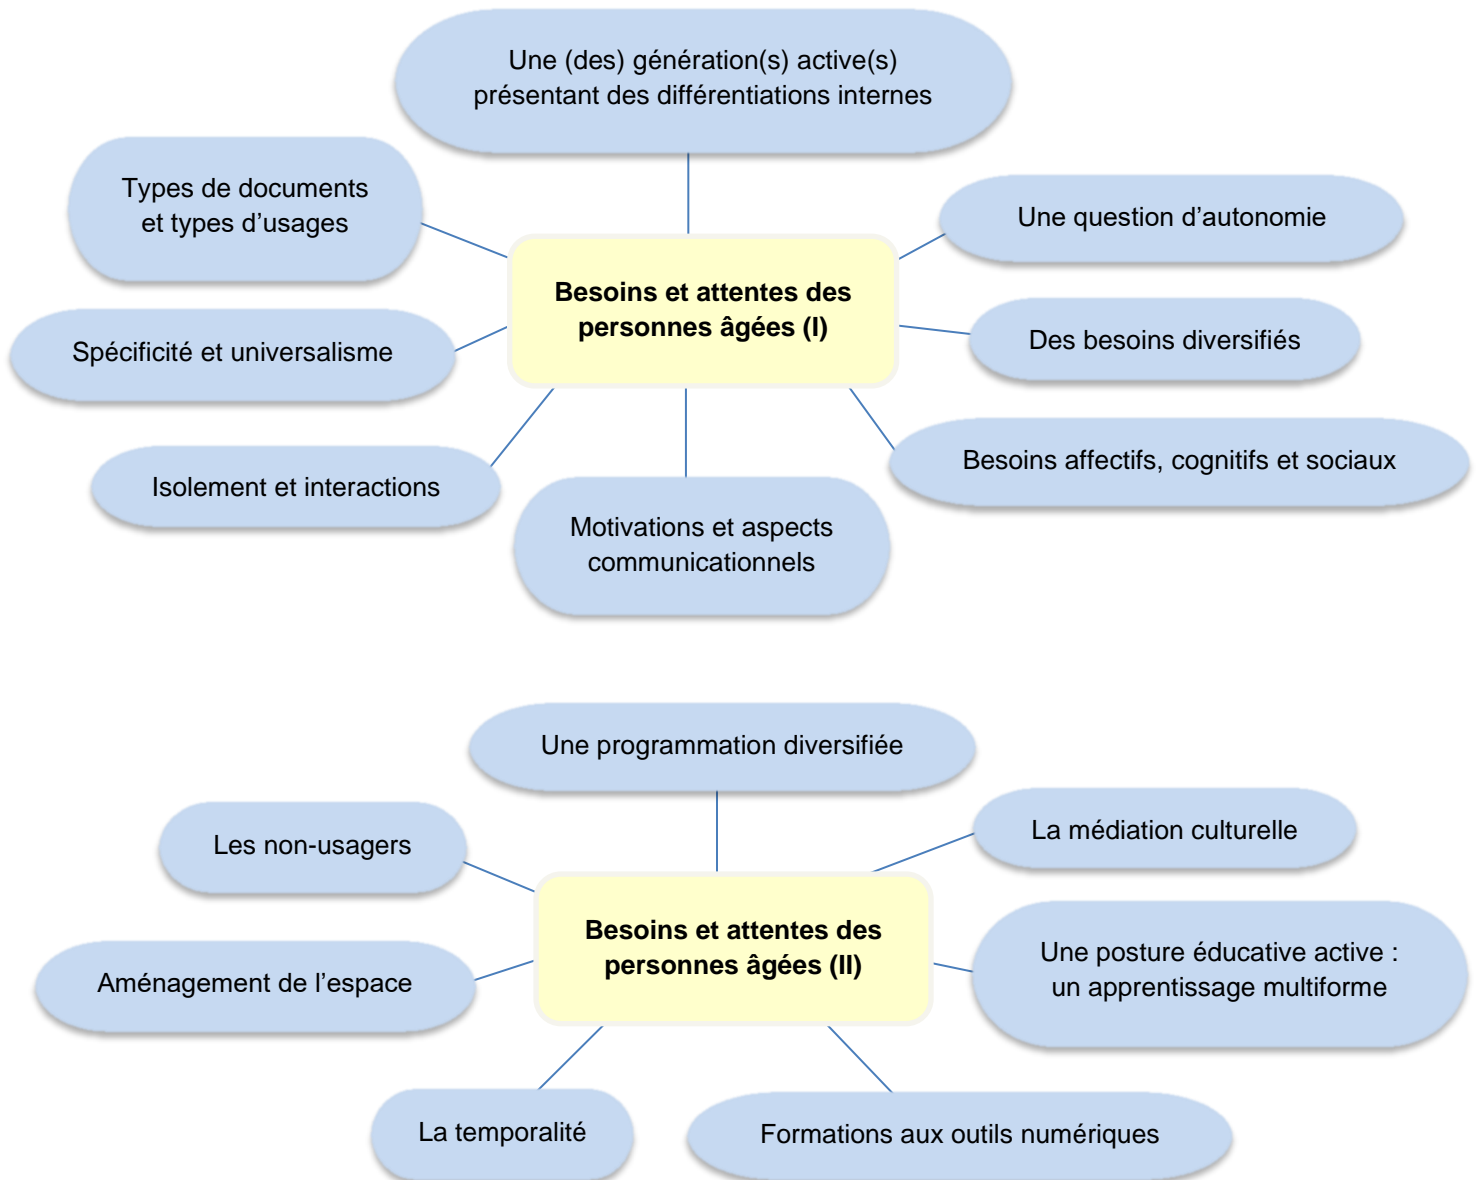 Une (des) génération(s) active(s)
présentant des différentiations internes
Types de documents
et types d’usages
Une question d’autonomie
Besoins et attentes des
personnes âgées (I)
Spécificité et universalisme
Des besoins diversifiés
Besoins affectifs, cognitifs et sociaux
Isolement et interactions
Motivations et aspects
communicationnels
Une programmation diversifiée
Les non-usagers
La médiation culturelle
Besoins et attentes des
personnes âgées (II)
Une posture éducative active :
un apprentissage multiforme
Aménagement de l’espace
La temporalité
Formations aux outils numériques